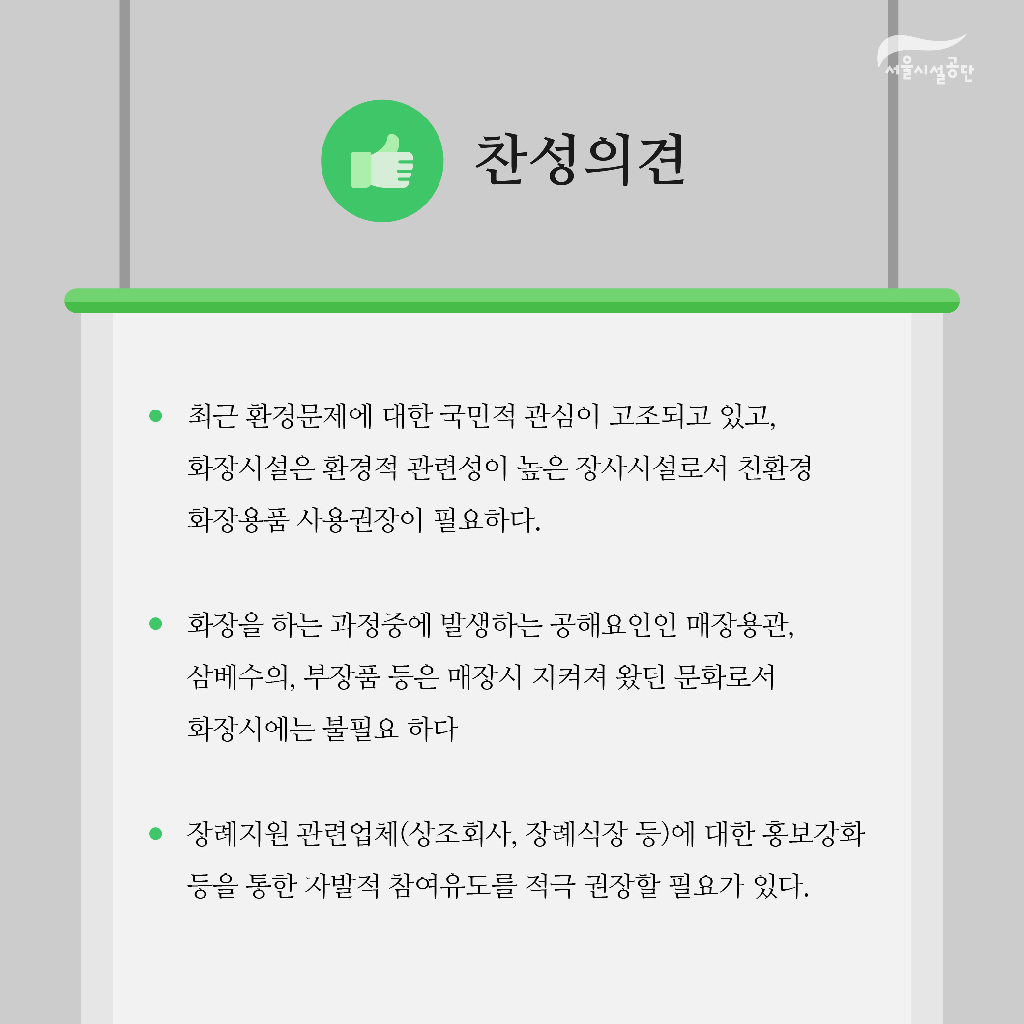 서울시설공단
찬성의견
최근 환경문제에 대한 국민적 관심이 고조되고 있고,
화장시설은 환경적 관련성이 높은 장사시설로서 친환경
화장용품 사용권장이 필요하다.
화장을 하는 과정중에 발생하는 공해요인인 매장용관,
삼베수의, 부장품 등은 매장시 지켜져 왔던 문화로서
화장시에는 불필요 하다
장례지원 관련업체(상조회사, 장례식장 등)에 대한 홍보강화
등을 통한 자발적 참여유도를 적극 권장할 필요가 있다.